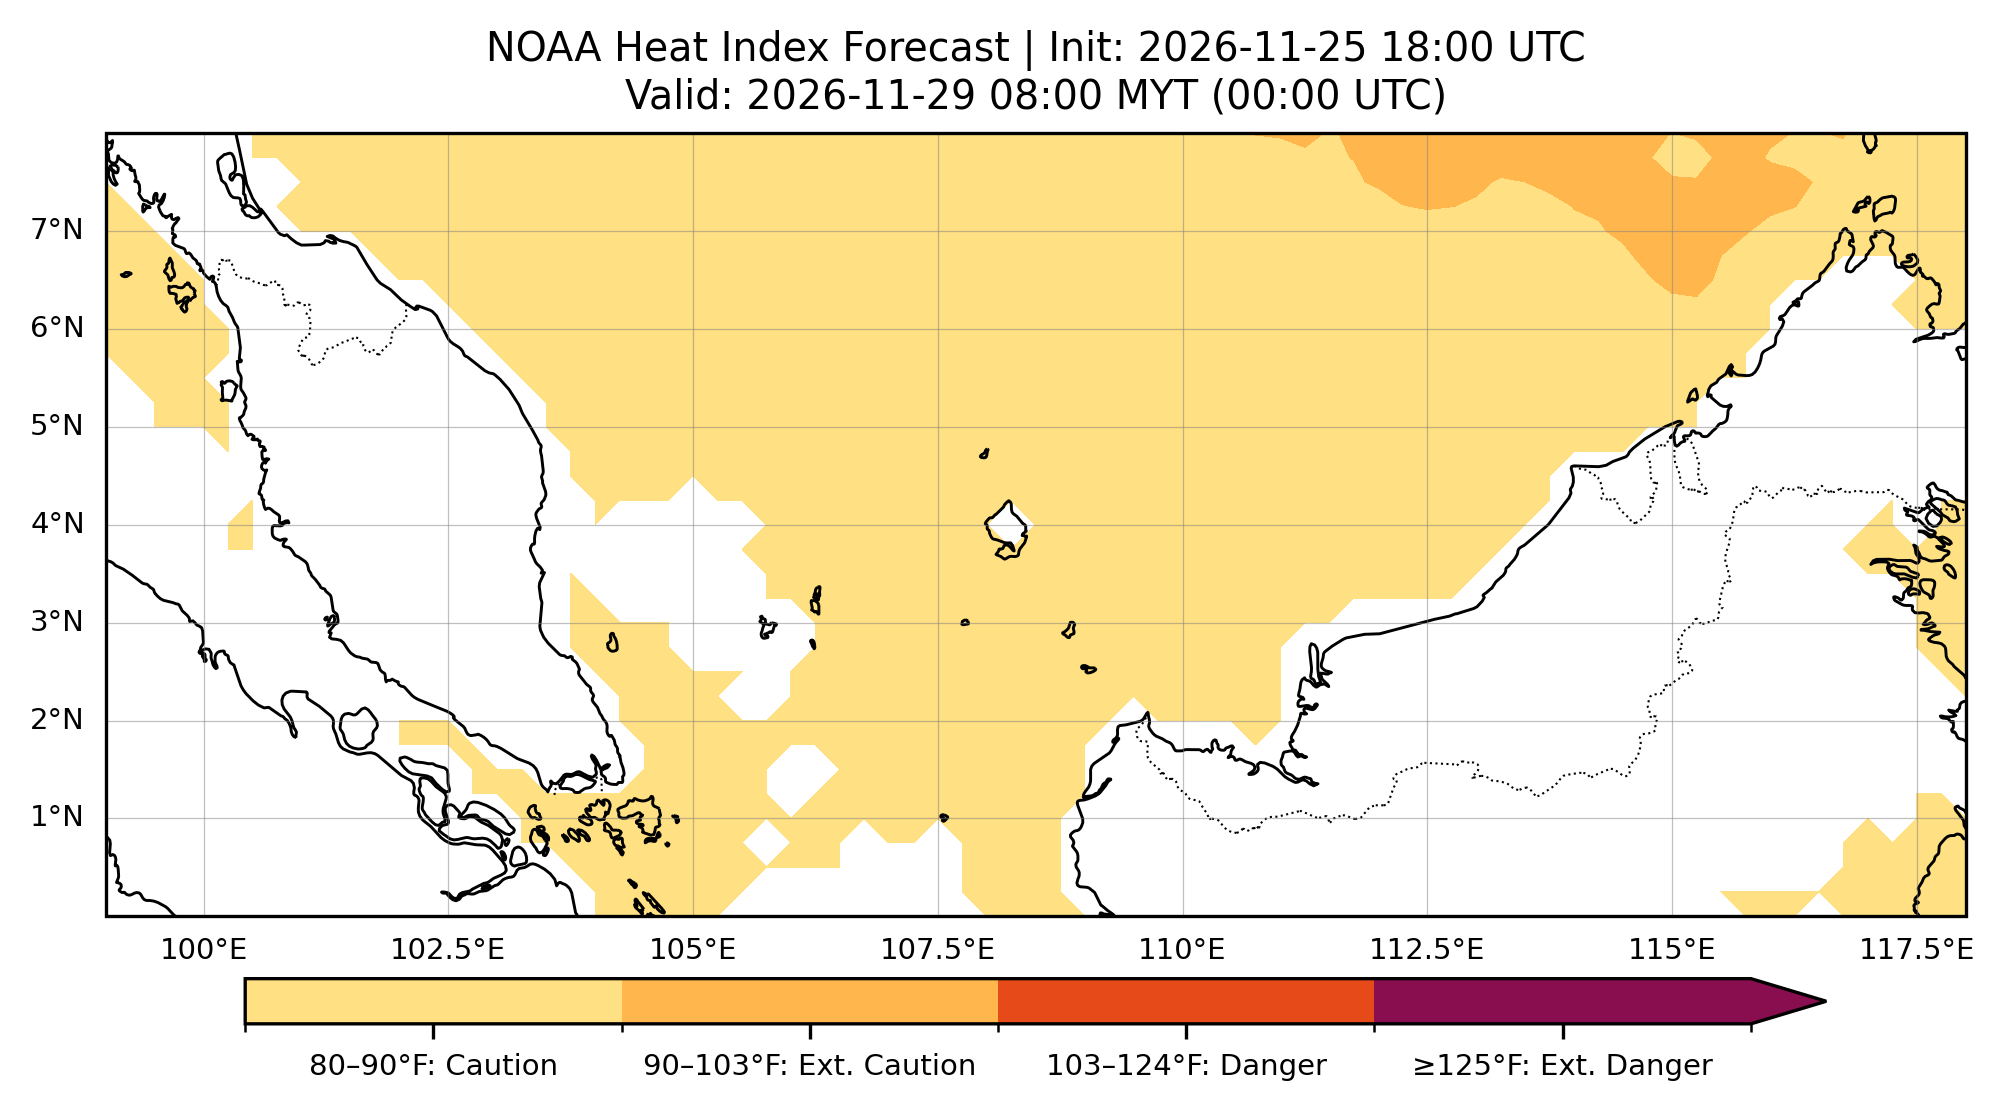 NOAA Heat Index Forecast | Init: 2026-11-25 18:00 UTC
Valid: 2026-11-29 08:00 MYT (00:00 UTC)
7°N
6°N
5°N
4°N
3°N
2°N
1°N
100°E
102.5°E
105°E
107.5°E
110°E
112.5°E
115°E
117.5°E
80–90°F: Caution
90–103°F: Ext. Caution
103–124°F: Danger
≥125°F: Ext. Danger